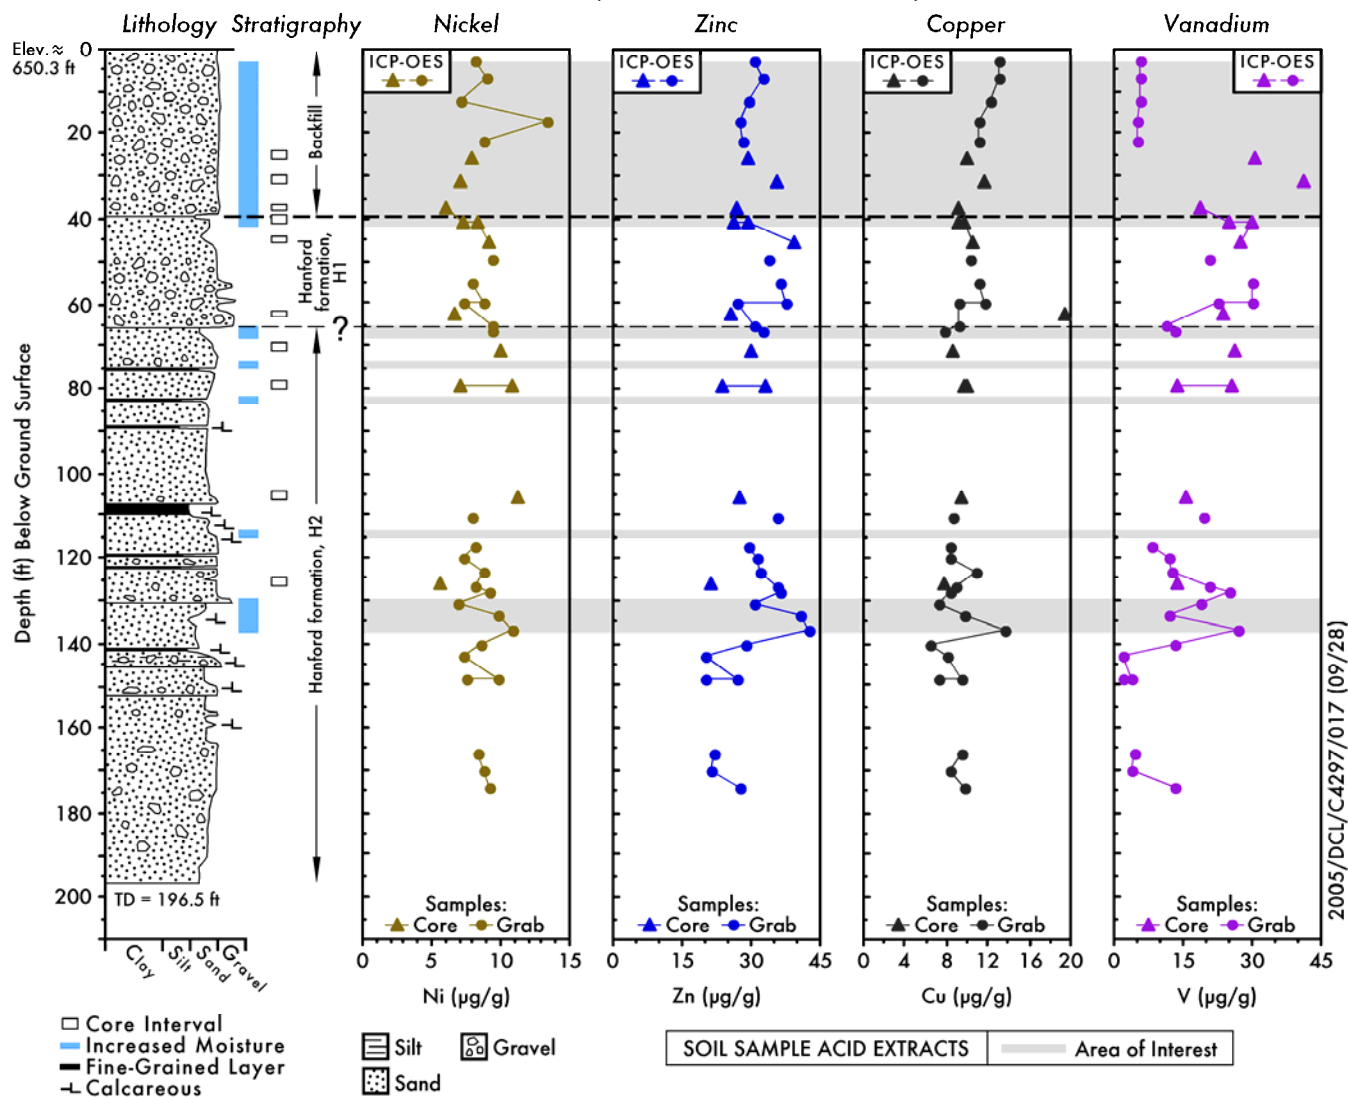 Lithology Stratigraphy Nickel Zinc Copper Vanadium
Elev. ≈
650.3 ft
0
20
40
60
80
100
120
140
160
180
200
Depth (ft) Below Ground Surface
TD = 196.5 ft
Clay
Silt
Sand
Gravel
Backfill
Hanford
formation,
H1
?
Hanford formation, H2
ICP-OES
Samples:
Core Grab
0 5 10 15
Ni (µg/g)
ICP-OES
Samples:
Core Grab
0 15 30 45
Zn (µg/g)
ICP-OES
Samples:
Core Grab
0 4 8 12 16 20
Cu (µg/g)
ICP-OES
Samples:
Core Grab
0 15 30 45
V (µg/g)
2005/DCL/C4297/017 (09/28)
Core Interval
Increased Moisture
Fine-Grained Layer
Calcareous
Silt
Gravel
Sand
SOIL SAMPLE ACID EXTRACTS
Area of Interest